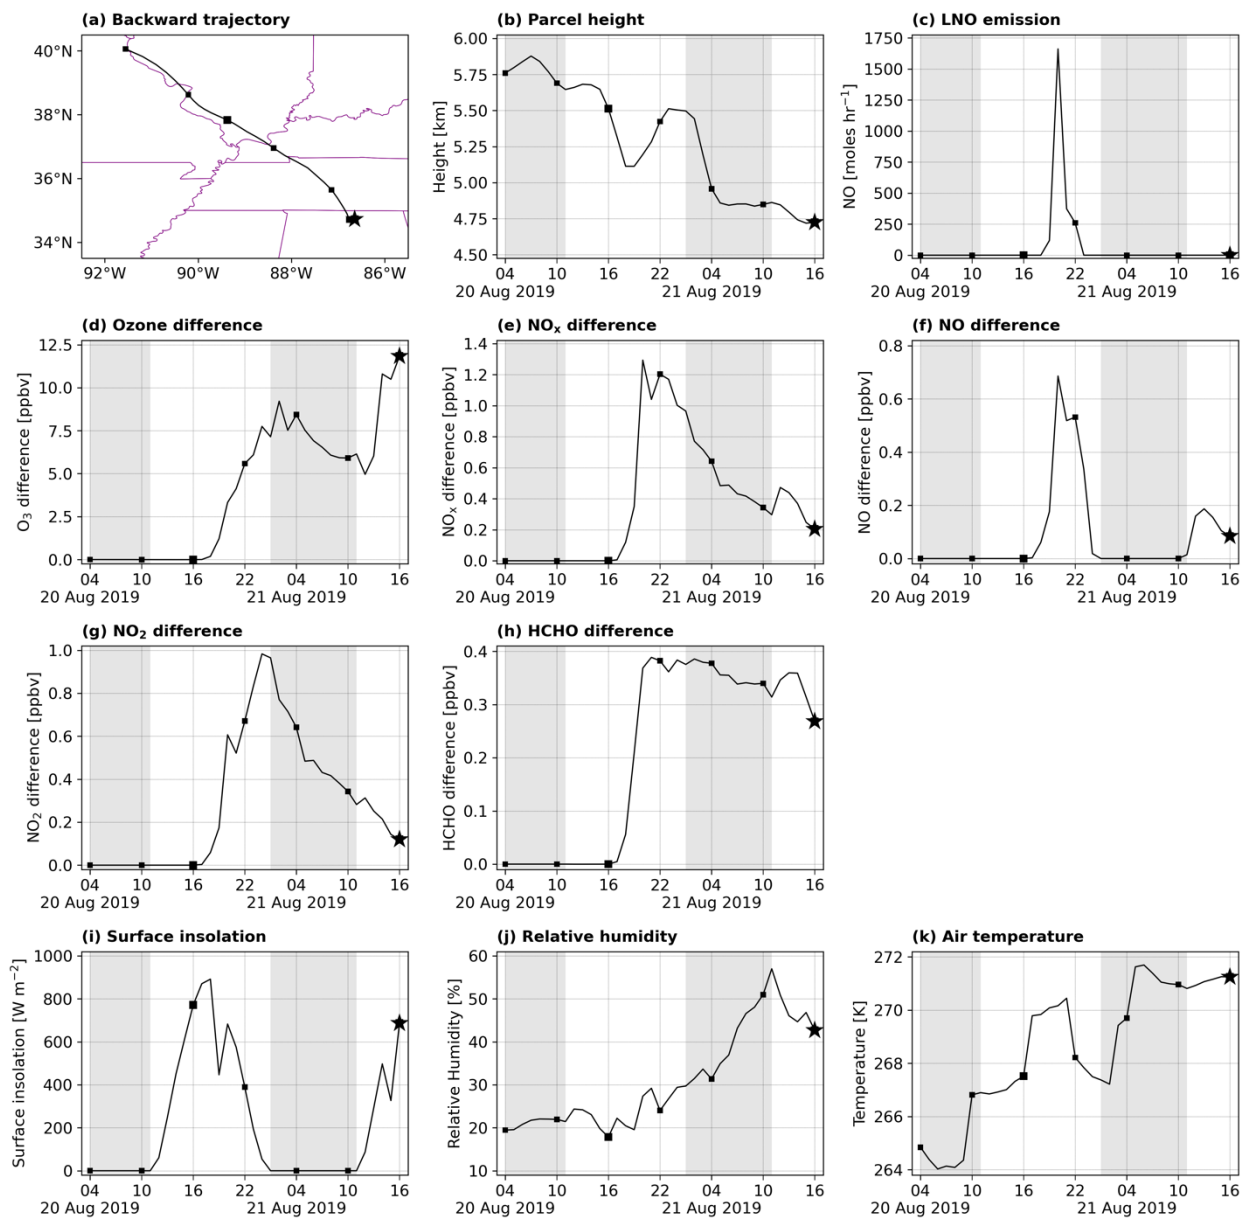 (a) Backward trajectory
40°N
38°N
36°N
34°N
92°W 90°W 88°W 86°W
(b) Parcel height
Height [km]
6.00
5.75
5.50
5.25
5.00
4.75
4.50
04 10 16 22 04 10 16
20 Aug 2019 21 Aug 2019
(c) LNO emission
NO [moles hr⁻¹]
1750
1500
1250
1000
750
500
250
0
04 10 16 22 04 10 16
20 Aug 2019 21 Aug 2019
(d) Ozone difference
O₃ difference [ppbv]
12.5
10.0
7.5
5.0
2.5
0.0
04 10 16 22 04 10 16
20 Aug 2019 21 Aug 2019
(e) NOₓ difference
NOₓ difference [ppbv]
1.4
1.2
1.0
0.8
0.6
0.4
0.2
0.0
04 10 16 22 04 10 16
20 Aug 2019 21 Aug 2019
(f) NO difference
NO difference [ppbv]
0.8
0.6
0.4
0.2
0.0
04 10 16 22 04 10 16
20 Aug 2019 21 Aug 2019
(g) NO₂ difference
NO₂ difference [ppbv]
1.0
0.8
0.6
0.4
0.2
0.0
04 10 16 22 04 10 16
20 Aug 2019 21 Aug 2019
(h) HCHO difference
HCHO difference [ppbv]
0.4
0.3
0.2
0.1
0.0
04 10 16 22 04 10 16
20 Aug 2019 21 Aug 2019
(i) Surface insolation
Surface insolation [W m⁻²]
1000
800
600
400
200
0
04 10 16 22 04 10 16
20 Aug 2019 21 Aug 2019
(j) Relative humidity
Relative Humidity [%]
60
50
40
30
20
10
04 10 16 22 04 10 16
20 Aug 2019 21 Aug 2019
(k) Air temperature
Temperature [K]
272
270
268
266
264
04 10 16 22 04 10 16
20 Aug 2019 21 Aug 2019